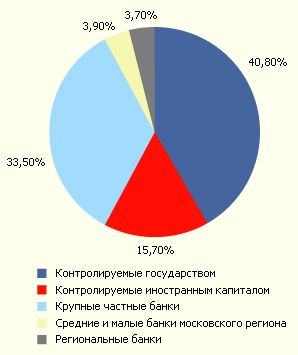 3,70%
3,90%
40,80%
33,50%
15,70%
Контролируемые государством
Контролируемые иностранным капиталом
Крупные частные банки
Средние и малые банки московского региона
Региональные банки